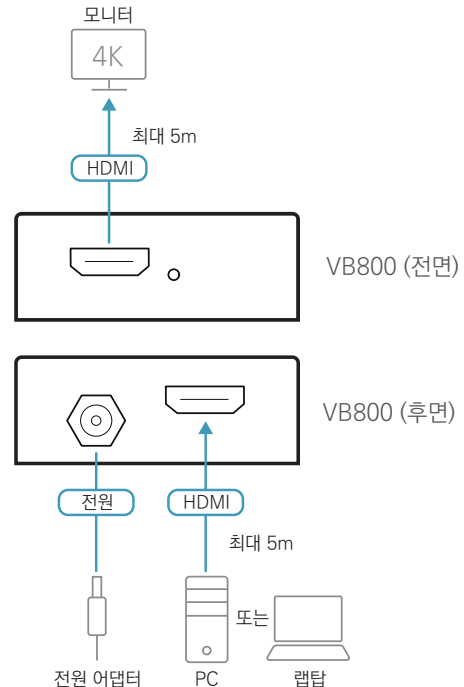 모니터
4K
최대 5m
HDMI
VB800 (전면)
VB800 (후면)
전원
HDMI
최대 5m
또는
전원 어댑터
PC
랩탑